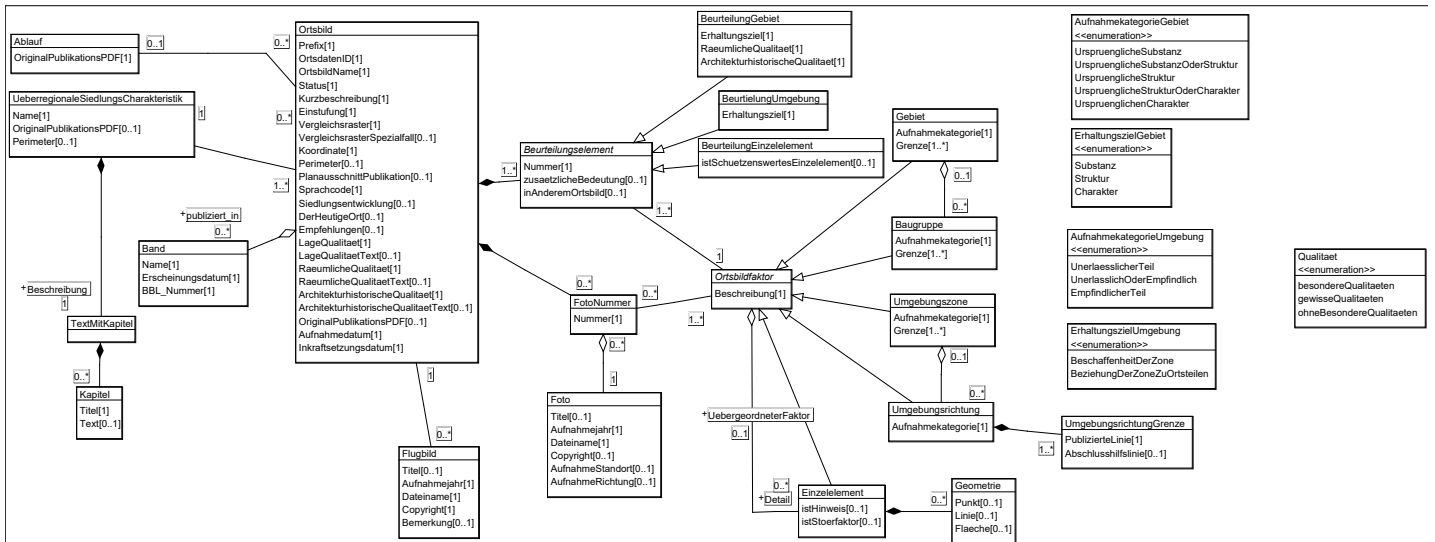 Ablauf
OriginalPublikationsPDF[1]
0..1
0..*
UeberregionaleSiedlungsCharakteristik
Name[1]
OriginalPublikationsPDF[0..1]
Perimeter[0..1]
1
0..*
1..*
+publiziert_in
0..*
Band
Name[1]
Erscheinungsdatum[1]
BBL_Nummer[1]
+Beschreibung
1
TextMitKapitel
0..*
Kapitel
Titel[1]
Text[0..1]
Ortsbild
Prefix[1]
OrtsdatenID[1]
OrtsbildName[1]
Status[1]
Kurzbeschreibung[1]
Einstufung[1]
Vergleichsraster[1]
VergleichsrasterSpezialfall[0..1]
Koordinate[1]
Perimeter[0..1]
PlanausschnittPublikation[0..1]
Sprachcode[1]
Siedlungsentwicklung[0..1]
DerHeutigeOrt[0..1]
Empfehlungen[0..1]
LageQualitaet[1]
LageQualitaetText[0..1]
RaeumlicheQualitaet[1]
RaeumlicheQualitaetText[0..1]
ArchitekturhistorischeQualitaet[1]
ArchitekturhistorischeQualitaetText[0..1]
OriginalPublikationsPDF[0..1]
Aufnahmedatum[1]
Inkraftsetzungsdatum[1]
1
0..*
Flugbild
Titel[0..1]
Aufnahmejahr[1]
Dateiname[1]
Copyright[1]
Bemerkung[0..1]
BeurteilungGebiet
Erhaltungsziel[1]
RaeumlicheQualitaet[1]
ArchitekturhistorischeQualitaet[1]
BeurtielungUmgebung
Erhaltungsziel[1]
BeurteilungEinzelelement
istSchuetzenswertesEinzelelement[0..1]
Beurteilungselement
Nummer[1]
zusaetzlicheBedeutung[0..1]
inAnderemOrtsbild[0..1]
1..*
1..*
1
Ortsbildfaktor
Beschreibung[1]
0..*
FotoNummer
Nummer[1]
0..*
1..*
0..*
1
Foto
Titel[0..1]
Aufnahmejahr[1]
Dateiname[1]
Copyright[0..1]
AufnahmeStandort[0..1]
AufnahmeRichtung[0..1]
+UebergeordneterFaktor
0..1
0..*
+Detail
Einzelelement
istHinweis[0..1]
istStoerfaktor[0..1]
0..*
Geometrie
Punkt[0..1]
Linie[0..1]
Flaeche[0..1]
Gebiet
Aufnahmekategorie[1]
Grenze[1..*]
0..1
0..*
Baugruppe
Aufnahmekategorie[1]
Grenze[1..*]
Umgebungszone
Aufnahmekategorie[1]
Grenze[1..*]
0..1
0..*
Umgebungsrichtung
Aufnahmekategorie[1]
1..*
UmgebungsrichtungGrenze
PublizierteLinie[1]
Abschlusshilfslinie[0..1]
AufnahmekategorieGebiet
<<enumeration>>
UrspruenglicheSubstanz
UrspruenglicheSubstanzOderStruktur
UrspruenglicheStruktur
UrspruenglicheStrukturOderCharakter
UrspruenglichenCharakter
ErhaltungszielGebiet
<<enumeration>>
Substanz
Struktur
Charakter
AufnahmekategorieUmgebung
<<enumeration>>
UnerlaesslicherTeil
UnerlasslichOderEmpfindlich
EmpfindlicherTeil
ErhaltungszielUmgebung
<<enumeration>>
BeschaffenheitDerZone
BeziehungDerZoneZuOrtsteilen
Qualitaet
<<enumeration>>
besondereQualitaeten
gewisseQualitaeten
ohneBesondereQualitaeten